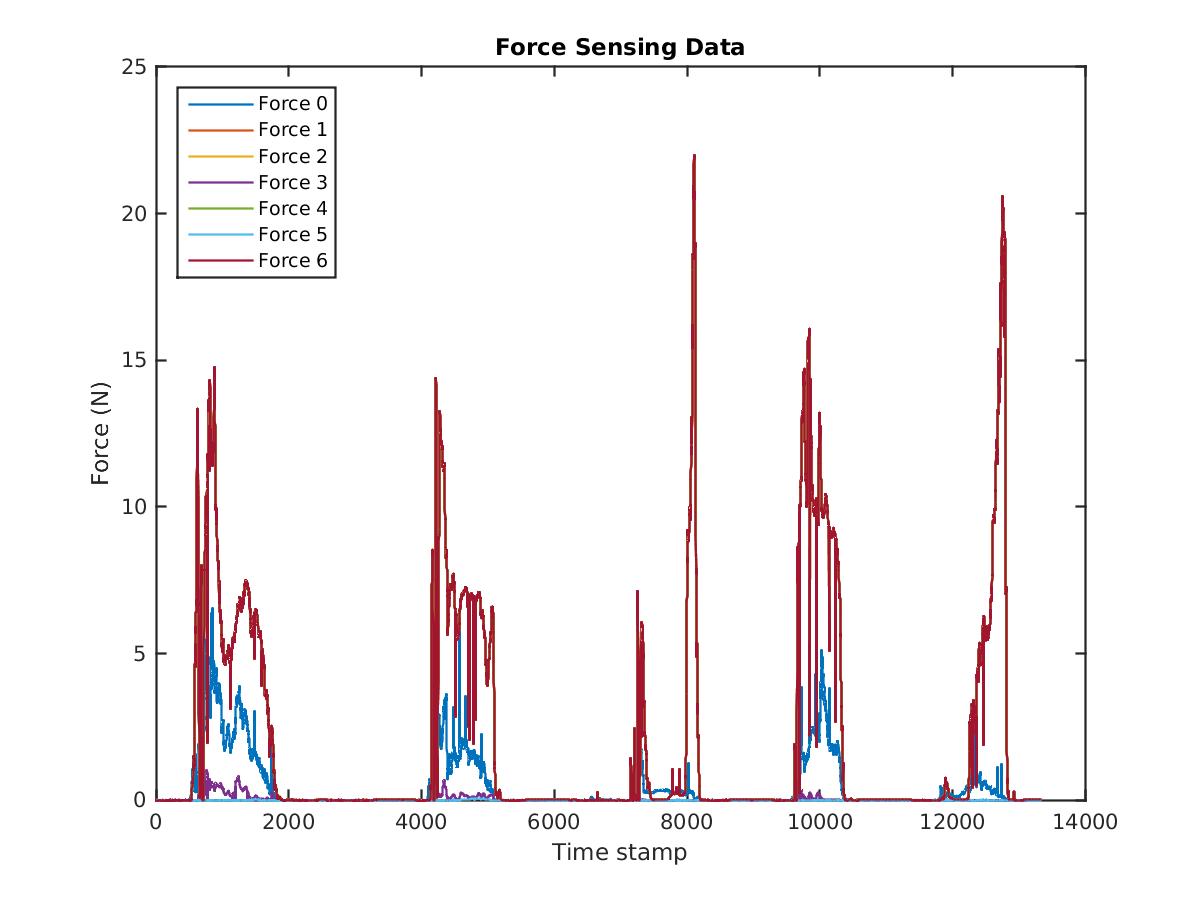 Force Sensing Data
25
20
15
10
5
0
Force (N)
Force 0
Force 1
Force 2
Force 3
Force 4
Force 5
Force 6
0 2000 4000 6000 8000 10000 12000 14000
Time stamp